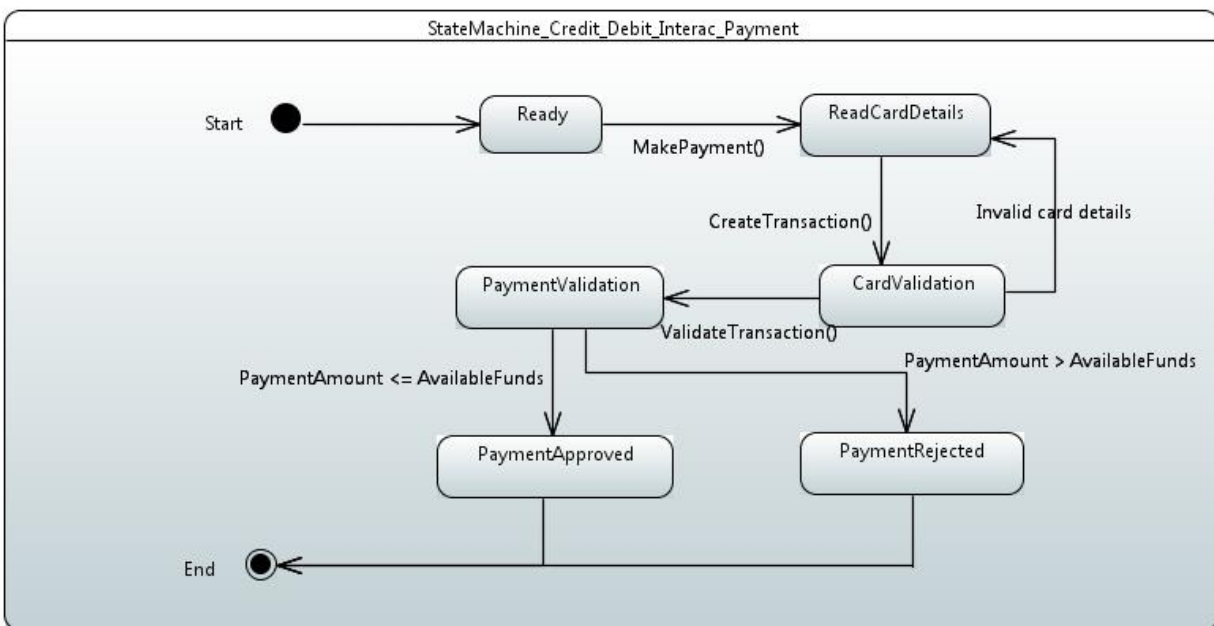 StateMachine_Credit_Debit_Interac_Payment
Start
Ready
MakePayment()
ReadCardDetails
CreateTransaction()
Invalid card details
PaymentValidation
CardValidation
ValidateTransaction()
PaymentAmount <= AvailableFunds
PaymentAmount > AvailableFunds
PaymentApproved
PaymentRejected
End